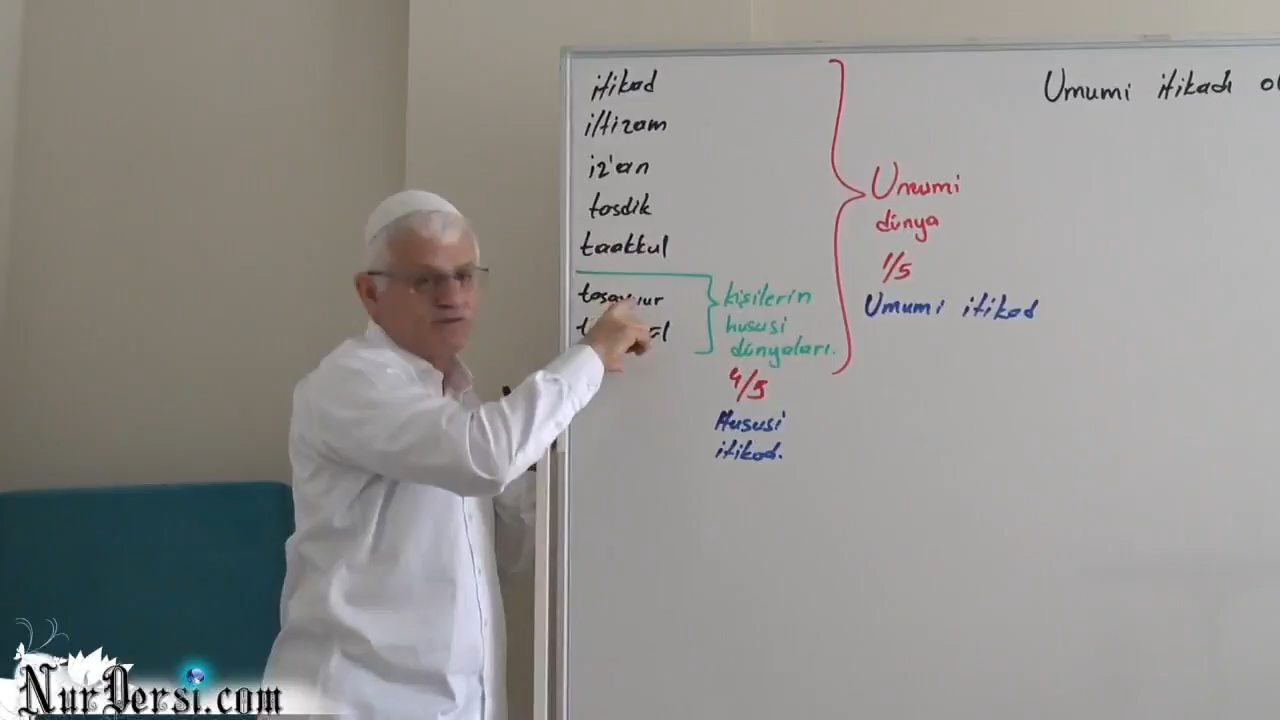 itikad
iltizam
iz'an
tasdik
taakkul
tasavvur
Umumi
dünya
1/5
Umumi itikad
kişilerin
hususi
dünyaları.
4/5
Hususi
itikad.
Umumi itikadı
NurDersi.com